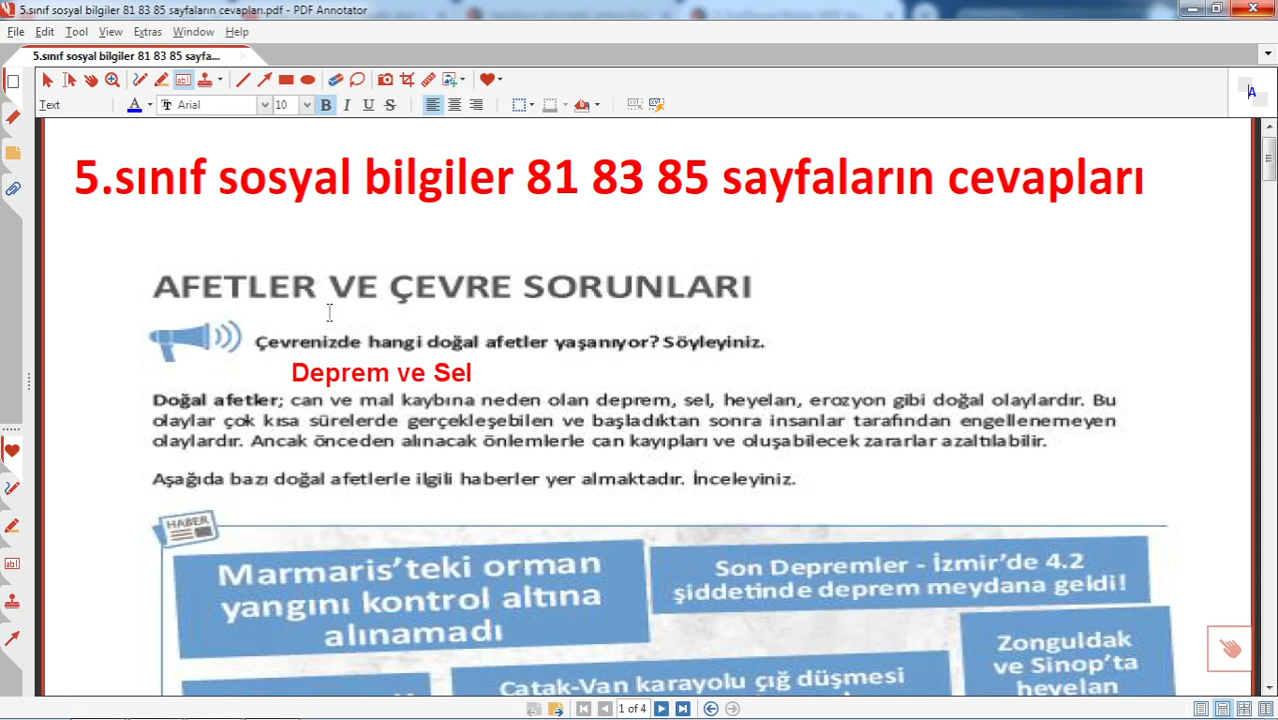 5.sınıf sosyal bilgiler 81 83 85 sayfaların cevapları.pdf - PDF Annotator
File Edit Tool View Extras Window Help
5.sınıf sosyal bilgiler 81 83 85 sayfa...
Text
Arial
10
B I U S
5.sınıf sosyal bilgiler 81 83 85 sayfaların cevapları
AFETLER VE ÇEVRE SORUNLARI
Çevrenizde hangi doğal afetler yaşanıyor? Söyleyiniz.
Deprem ve Sel
Doğal afetler; can ve mal kaybına neden olan deprem, sel, heyelan, erozyon gibi doğal olaylardır. Bu
olaylar çok kısa sürelerde gerçekleşebilen ve başladıktan sonra insanlar tarafından engellenemeyen
olaylardır. Ancak önceden alınacak önlemlerle can kayıpları ve oluşabilecek zararlar azaltılabilir.
Aşağıda bazı doğal afetlerle ilgili haberler yer almaktadır. İnceleyiniz.
HABER
Marmaris'teki orman
yangını kontrol altına
alınamadı
Son Depremler - İzmir'de 4.2
şiddetinde deprem meydana geldi!
Zonguldak
ve Sinop'ta
heyelan
Çatak-Van karayolu çığ düşmesi
1 of 4